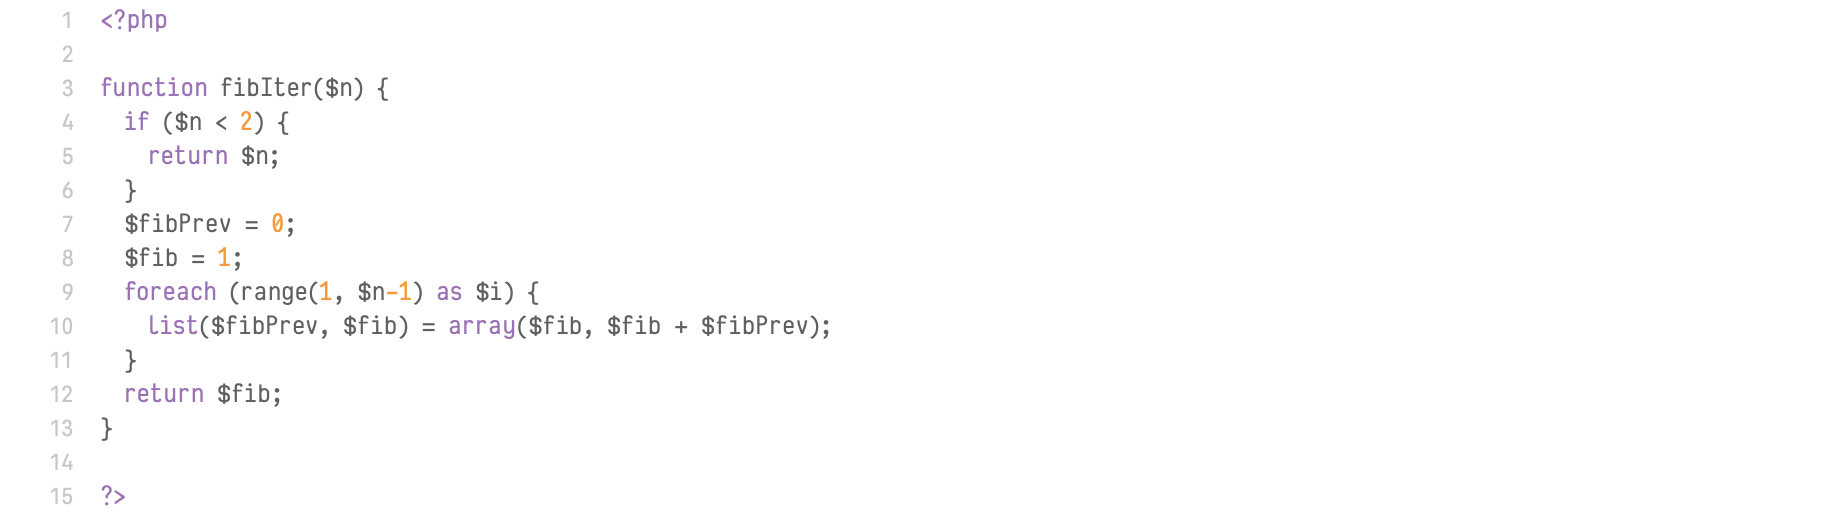 1 <?php
2
3 function fibIter($n) {
4   if ($n < 2) {
5     return $n;
6   }
7   $fibPrev = 0;
8   $fib = 1;
9   foreach (range(1, $n-1) as $i) {
10     list($fibPrev, $fib) = array($fib, $fib + $fibPrev);
11   }
12   return $fib;
13 }
14
15 ?>